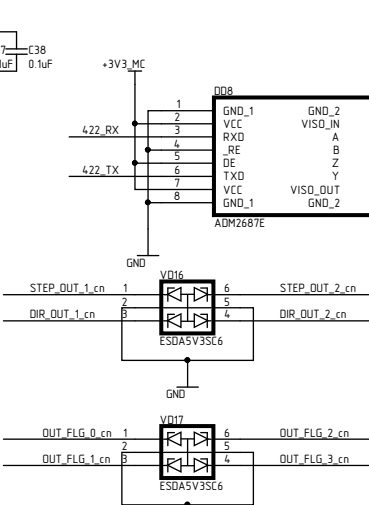 7 C38
uF 0.1uF
+3V3_MC
DD8
1 GND_1 GND_2
2 VCC VISO_IN
422_RX 3 RXD A
4 _RE B
5 DE Z
422_TX 6 TXD Y
7 VCC VISO_OUT
8 GND_1 GND_2
ADM2687E
GND
VD16
STEP_OUT_1_cn 1 6 STEP_OUT_2_cn
2 5
DIR_OUT_1_cn 3 4 DIR_OUT_2_cn
ESDA5V3SC6
GND
VD17
OUT_FLG_0_cn 1 6 OUT_FLG_2_cn
2 5
OUT_FLG_1_cn 3 4 OUT_FLG_3_cn
ESDA5V3SC6